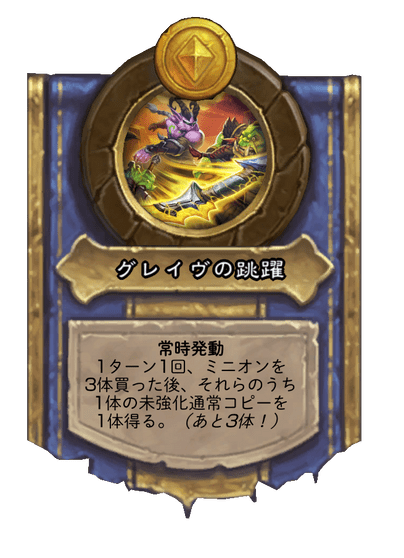 グレイヴの跳躍
常時発動
1ターン1回、ミニオンを
3体買った後、それらのうち
1体の未強化通常コピーを
1体得る。（あと3体！）